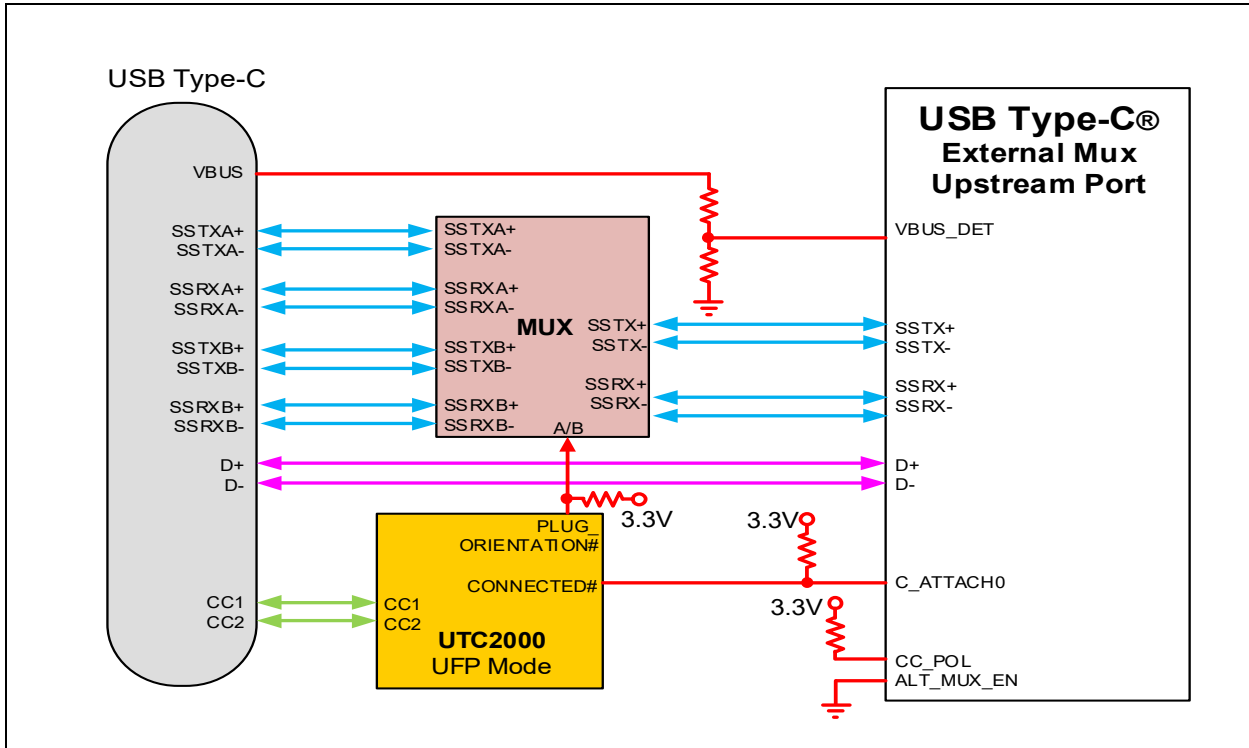 USB Type-C
VBUS
SSTXA+
SSTXA-
SSRXA+
SSRXA-
SSTXB+
SSTXB-
SSRXB+
SSRXB-
D+
D-
CC1
CC2
SSTXA+
SSTXA-
SSRXA+
SSRXA-
MUX
SSTXB+
SSTXB-
SSRXB+
SSRXB-
SSTX+
SSTX-
SSRX+
SSRX-
A/B
3.3V
PLUG_
ORIENTATION#
CONNECTED#
CC1
CC2
UTC2000
UFP Mode
3.3V
3.3V
USB Type-C®
External Mux
Upstream Port
VBUS_DET
SSTX+
SSTX-
SSRX+
SSRX-
D+
D-
C_ATTACH0
CC_POL
ALT_MUX_EN